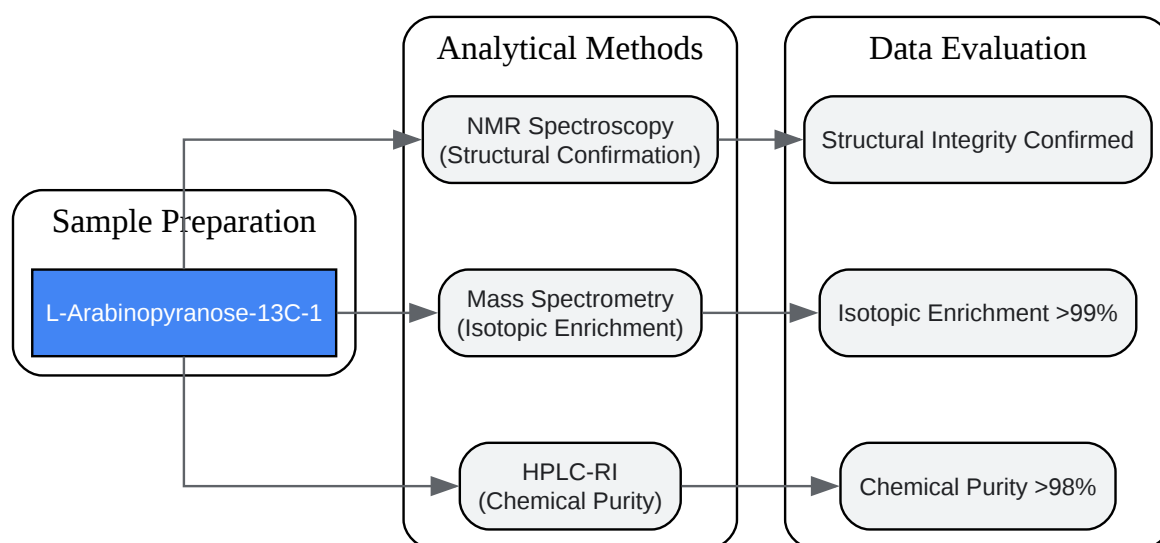 Sample Preparation
L-Arabinopyranose-13C-1
Analytical Methods
NMR Spectroscopy
(Structural Confirmation)
Mass Spectrometry
(Isotopic Enrichment)
HPLC-RI
(Chemical Purity)
Data Evaluation
Structural Integrity Confirmed
Isotopic Enrichment >99%
Chemical Purity >98%